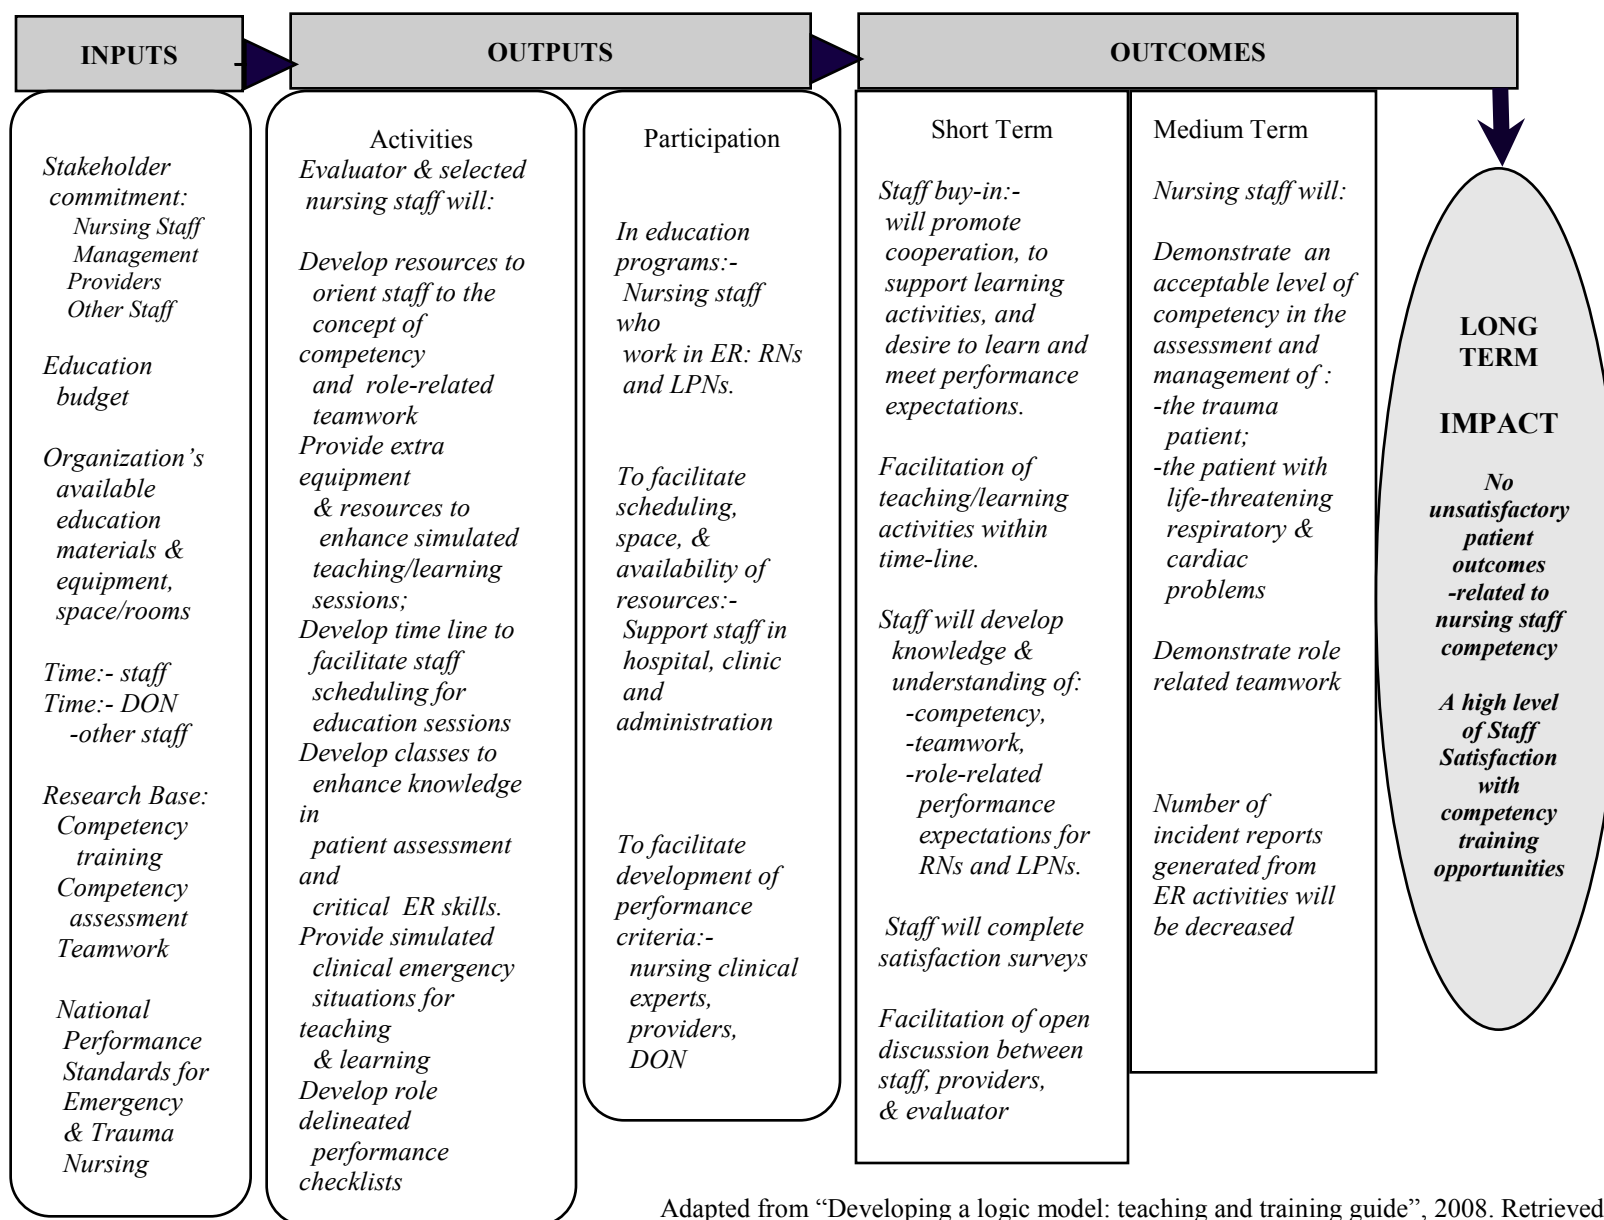 INPUTS
OUTPUTS
OUTCOMES
Stakeholder
commitment:
Nursing Staff
Management
Providers
Other Staff
Education
budget
Organization’s
available
education
materials &
equipment,
space/rooms
Time:- staff
Time:- DON
-other staff
Research Base:
Competency
training
Competency
assessment
Teamwork
National
Performance
Standards for
Emergency
& Trauma
Nursing
Activities
Evaluator & selected
nursing staff will:
Develop resources to
orient staff to the
concept of
competency
and role-related
teamwork
Provide extra
equipment
& resources to
enhance simulated
teaching/learning
sessions;
Develop time line to
facilitate staff
scheduling for
education sessions
Develop classes to
enhance knowledge
in
patient assessment
and
critical ER skills.
Provide simulated
clinical emergency
situations for
teaching
& learning
Develop role
delineated
performance
checklists
Participation
In education
programs:-
Nursing staff
who
work in ER: RNs
and LPNs.
To facilitate
scheduling,
space, &
availability of
resources:-
Support staff in
hospital, clinic
and
administration
To facilitate
development of
performance
criteria:-
nursing clinical
experts,
providers,
DON
Short Term
Staff buy-in:-
will promote
cooperation, to
support learning
activities, and
desire to learn and
meet performance
expectations.
Facilitation of
teaching/learning
activities within
time-line.
Staff will develop
knowledge &
understanding of:
-competency,
-teamwork,
-role-related
performance
expectations for
RNs and LPNs.
Staff will complete
satisfaction surveys
Facilitation of open
discussion between
staff, providers,
& evaluator
Medium Term
Nursing staff will:
Demonstrate an
acceptable level of
competency in the
assessment and
management of :
-the trauma
patient;
-the patient with
life-threatening
respiratory &
cardiac
problems
Demonstrate role
related teamwork
Number of
incident reports
generated from
ER activities will
be decreased
LONG
TERM
IMPACT
No
unsatisfactory
patient
outcomes
-related to
nursing staff
competency
A high level
of Staff
Satisfaction
with
competency
training
opportunities
Adapted from “Developing a logic model: teaching and training guide”, 2008. Retrieved